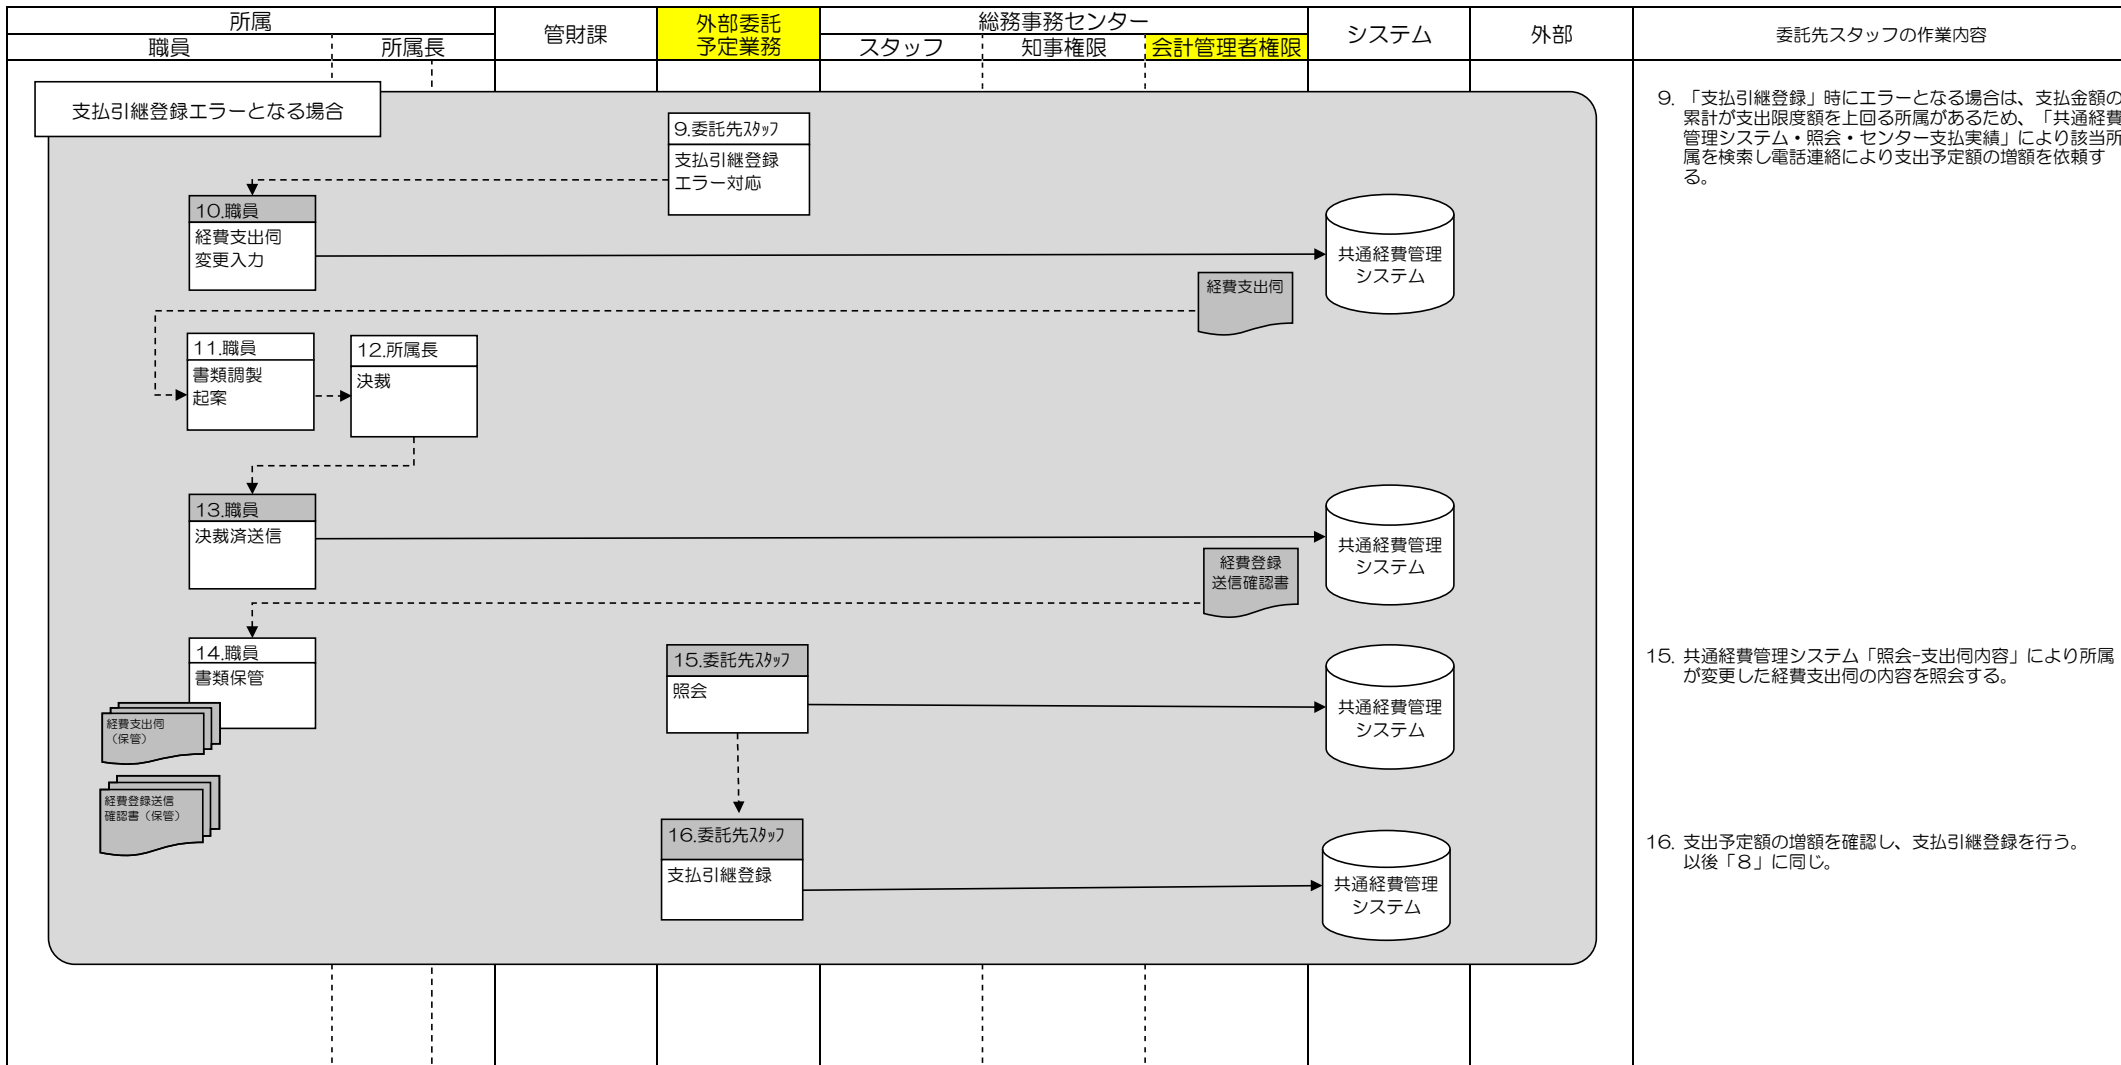 所属
職員
所属長
管財課
外部委託
予定業務
総務事務センター
スタッフ
知事権限
会計管理者権限
システム
外部
委託先スタッフの作業内容
支払引継登録エラーとなる場合
9.委託先ｽﾀｯﾌ
支払引継登録
エラー対応
10.職員
経費支出伺
変更入力
共通経費管理
システム
経費支出伺
11.職員
書類調製
起案
12.所属長
決裁
13.職員
決裁済送信
共通経費管理
システム
経費登録
送信確認書
14.職員
書類保管
経費支出伺
（保管）
経費登録送信
確認書（保管）
15.委託先ｽﾀｯﾌ
照会
共通経費管理
システム
16.委託先ｽﾀｯﾌ
支払引継登録
共通経費管理
システム
9. 「支払引継登録」時にエラーとなる場合は、支払金額の
累計が支出限度額を上回る所属があるため、「共通経費
管理システム・照会・センター支払実績」により該当所
属を検索し電話連絡により支出予定額の増額を依頼す
る。
15. 共通経費管理システム「照会-支出伺内容」により所属
が変更した経費支出伺の内容を照会する。
16. 支出予定額の増額を確認し、支払引継登録を行う。
以後「８」に同じ。